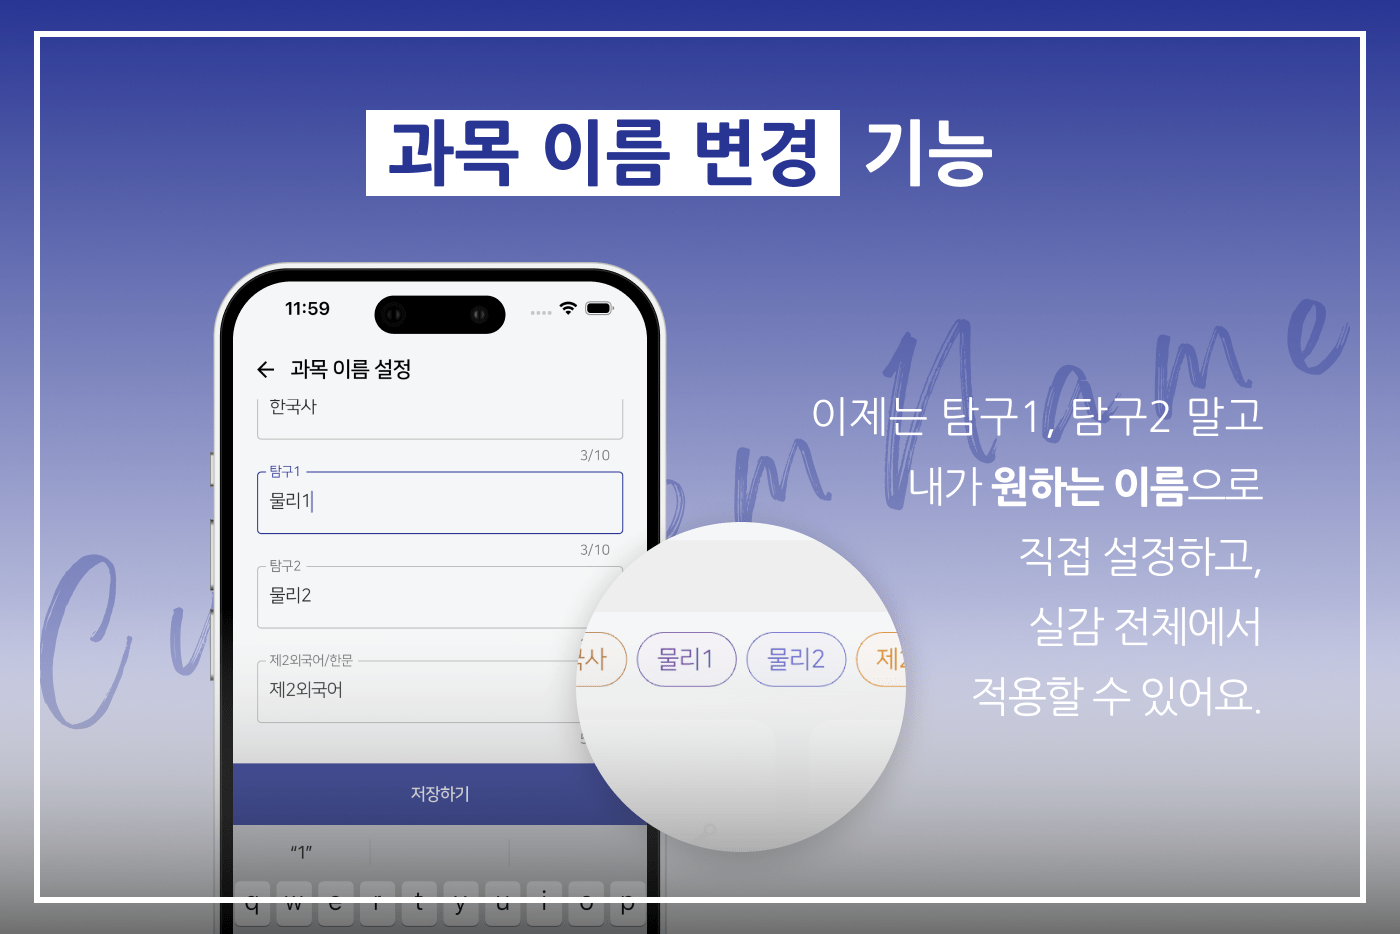 과목 이름 변경 기능
11:59
과목 이름 설정
한국사
3/10
탐구1
물리1
3/10
탐구2
물리2
제2외국어/한문
제2외국어
저장하기
“1”
q w e r t y u i o p
물리1 물리2
이제는 탐구1, 탐구2 말고
내가 원하는 이름으로
직접 설정하고,
실감 전체에서
적용할 수 있어요.
Name